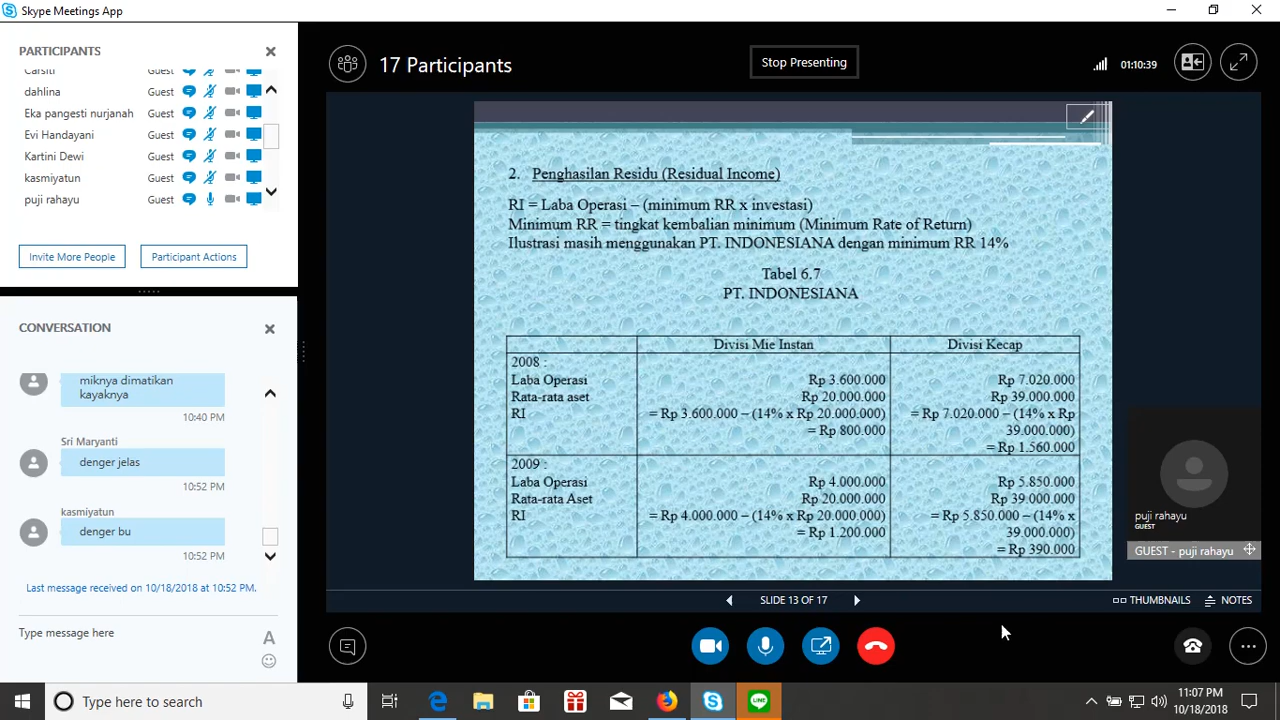 Skype Meetings App
PARTICIPANTS
Carsiti Guest
dahlina Guest
Eka pangesti nurjanah Guest
Evi Handayani Guest
Kartini Dewi Guest
kasmiyatun Guest
puji rahayu Guest
Invite More People Participant Actions
CONVERSATION
miknya dimatikan
kayaknya
10:40 PM
Sri Maryanti
denger jelas
10:52 PM
kasmiyatun
denger bu
10:52 PM
Last message received on 10/18/2018 at 10:52 PM.
Type message here
A
17 Participants
Stop Presenting
01:10:39
2. Penghasilan Residu (Residual Income)
RI = Laba Operasi – (minimum RR x investasi)
Minimum RR = tingkat kembalian minimum (Minimum Rate of Return)
Ilustrasi masih menggunakan PT. INDONESIANA dengan minimum RR 14%
Tabel 6.7
PT. INDONESIANA
Divisi Mie Instan Divisi Kecap
2008 :
Laba Operasi Rp 3.600.000 Rp 7.020.000
Rata-rata aset Rp 20.000.000 Rp 39.000.000
RI = Rp 3.600.000 – (14% x Rp 20.000.000) = Rp 7.020.000 – (14% x Rp
= Rp 800.000 39.000.000)
= Rp 1.560.000
2009 :
Laba Operasi Rp 4.000.000 Rp 5.850.000
Rata-rata Aset Rp 20.000.000 Rp 39.000.000
RI = Rp 4.000.000 – (14% x Rp 20.000.000) = Rp 5.850.000 – (14% x
= Rp 1.200.000 39.000.000)
= Rp 390.000
puji rahayu
GUEST
GUEST - puji rahayu
SLIDE 13 OF 17
THUMBNAILS NOTES
Type here to search
11:07 PM
10/18/2018